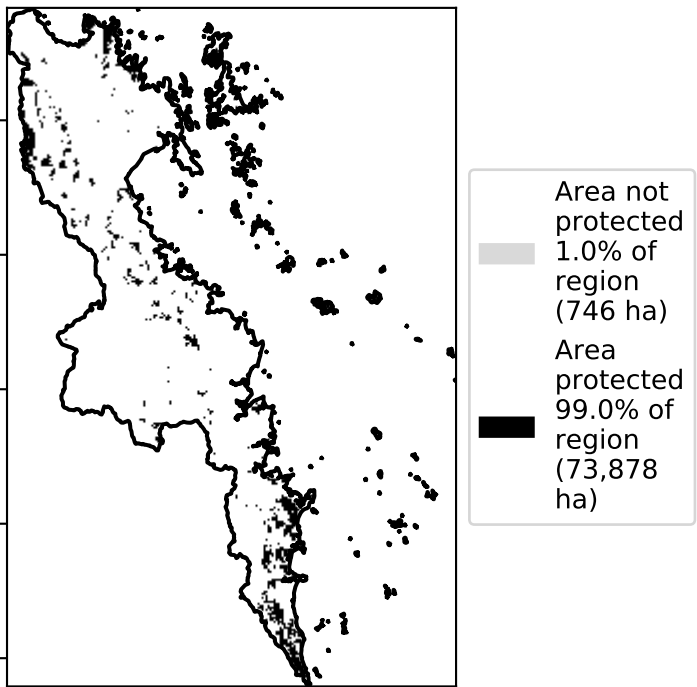 Area not
protected
1.0% of
region
(746 ha)
Area
protected
99.0% of
region
(73,878
ha)